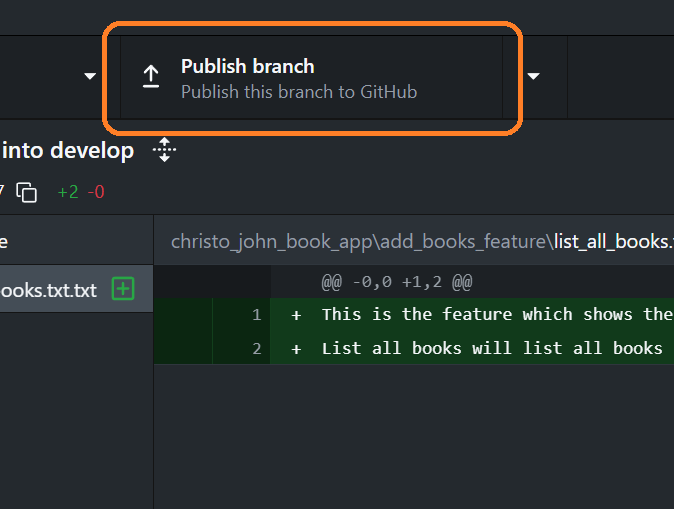 Publish branch
Publish this branch to GitHub
into develop
+2 -0
christo_john_book_app\add_books_feature\list_all_books.
ooks.txt.txt
@@ -0,0 +1,2 @@
1 + This is the feature which shows the
2 + List all books will list all books